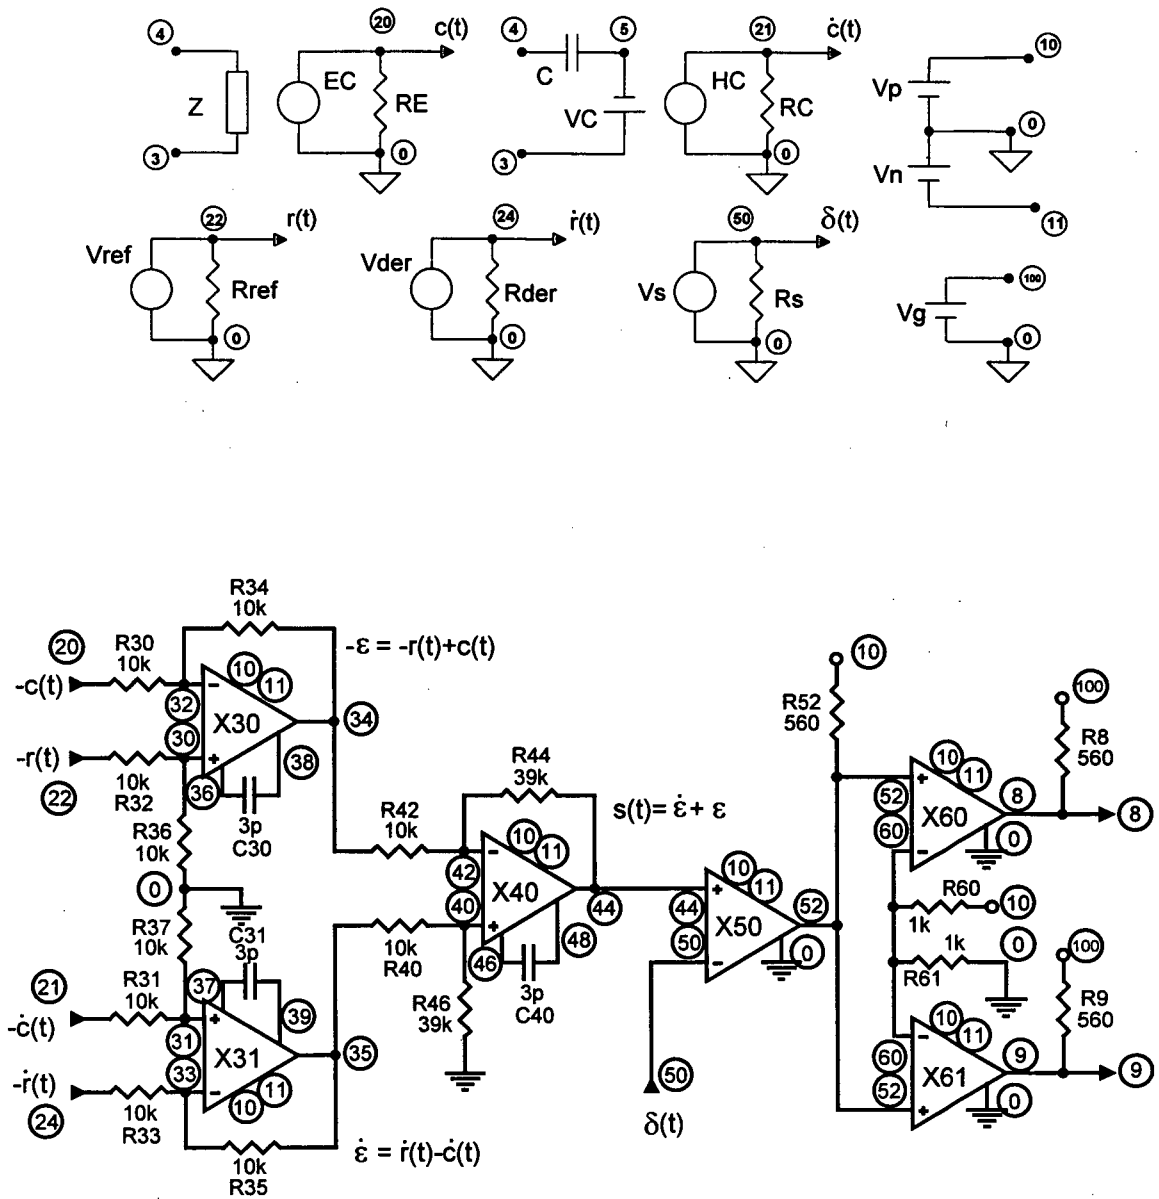 4
Z
3
20
c(t)
EC
RE
0
4
5
C
VC
3
21
ċ(t)
HC
RC
0
10
Vp
0
Vn
11
22
r(t)
Vref
Rref
0
24
ṙ(t)
Vder
Rder
0
50
δ(t)
Vs
Rs
0
100
Vg
0
R34
10k
20
R30
10k
-c(t)
-ε = -r(t)+c(t)
10
11
32
-
X30
34
30
+
-r(t)
22
10k
R32
36
38
3p
C30
R36
10k
0
R37
10k
C31
3p
37
39
21
R31
10k
-ċ(t)
31
+
X31
35
33
-
10
11
-ṙ(t)
24
10k
R33
10k
R35
ε̇ = ṙ(t)-ċ(t)
R42
10k
R44
39k
s(t)= ε̇ + ε
10
11
42
-
X40
44
40
+
10k
R40
46
48
3p
C40
R46
39k
10
11
44
+
X50
52
50
-
0
50
δ(t)
10
R52
560
10
11
52
+
X60
8
60
-
0
100
R8
560
8
R60
1k
10
1k
R61
0
10
11
60
-
X61
9
52
+
0
100
R9
560
9